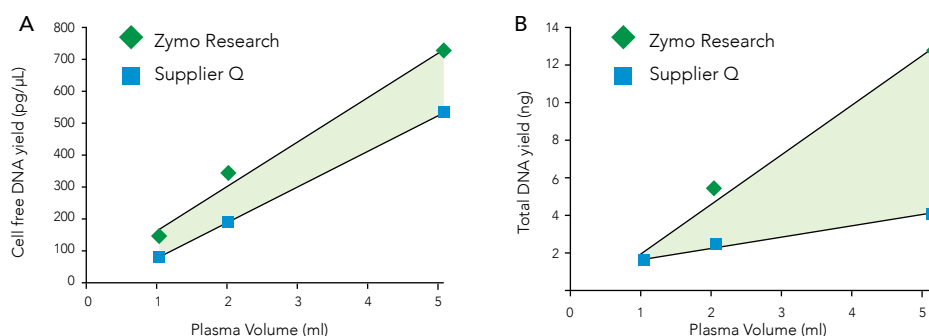 A
Cell free DNA yield (pg/µL)
800
700
600
500
400
300
200
100
0
Zymo Research
Supplier Q
0 1 2 3 4 5
Plasma Volume (ml)
B
Total DNA yield (ng)
14
12
10
8
6
4
2
Zymo Research
Supplier Q
0 1 2 3 4 5
Plasma Volume (ml)